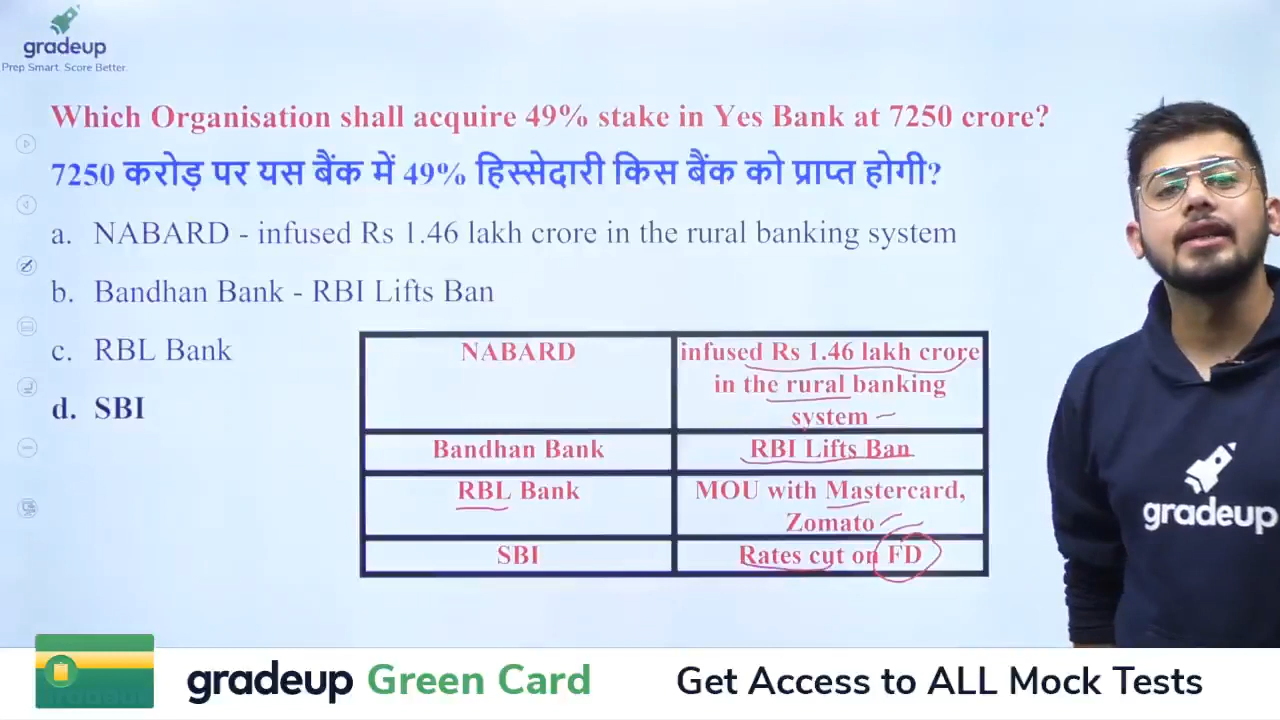 gradeup
Prep Smart. Score Better.
Which Organisation shall acquire 49% stake in Yes Bank at 7250 crore?
7250 करोड़ पर यस बैंक में 49% हिस्सेदारी किस बैंक को प्राप्त होगी?
a. NABARD - infused Rs 1.46 lakh crore in the rural banking system
b. Bandhan Bank - RBI Lifts Ban
c. RBL Bank
d. SBI
NABARD
infused Rs 1.46 lakh crore
in the rural banking
system
Bandhan Bank
RBI Lifts Ban
RBL Bank
MOU with Mastercard,
Zomato
SBI
Rates cut on FD
gradeup
gradeup Green Card
Get Access to ALL Mock Tests